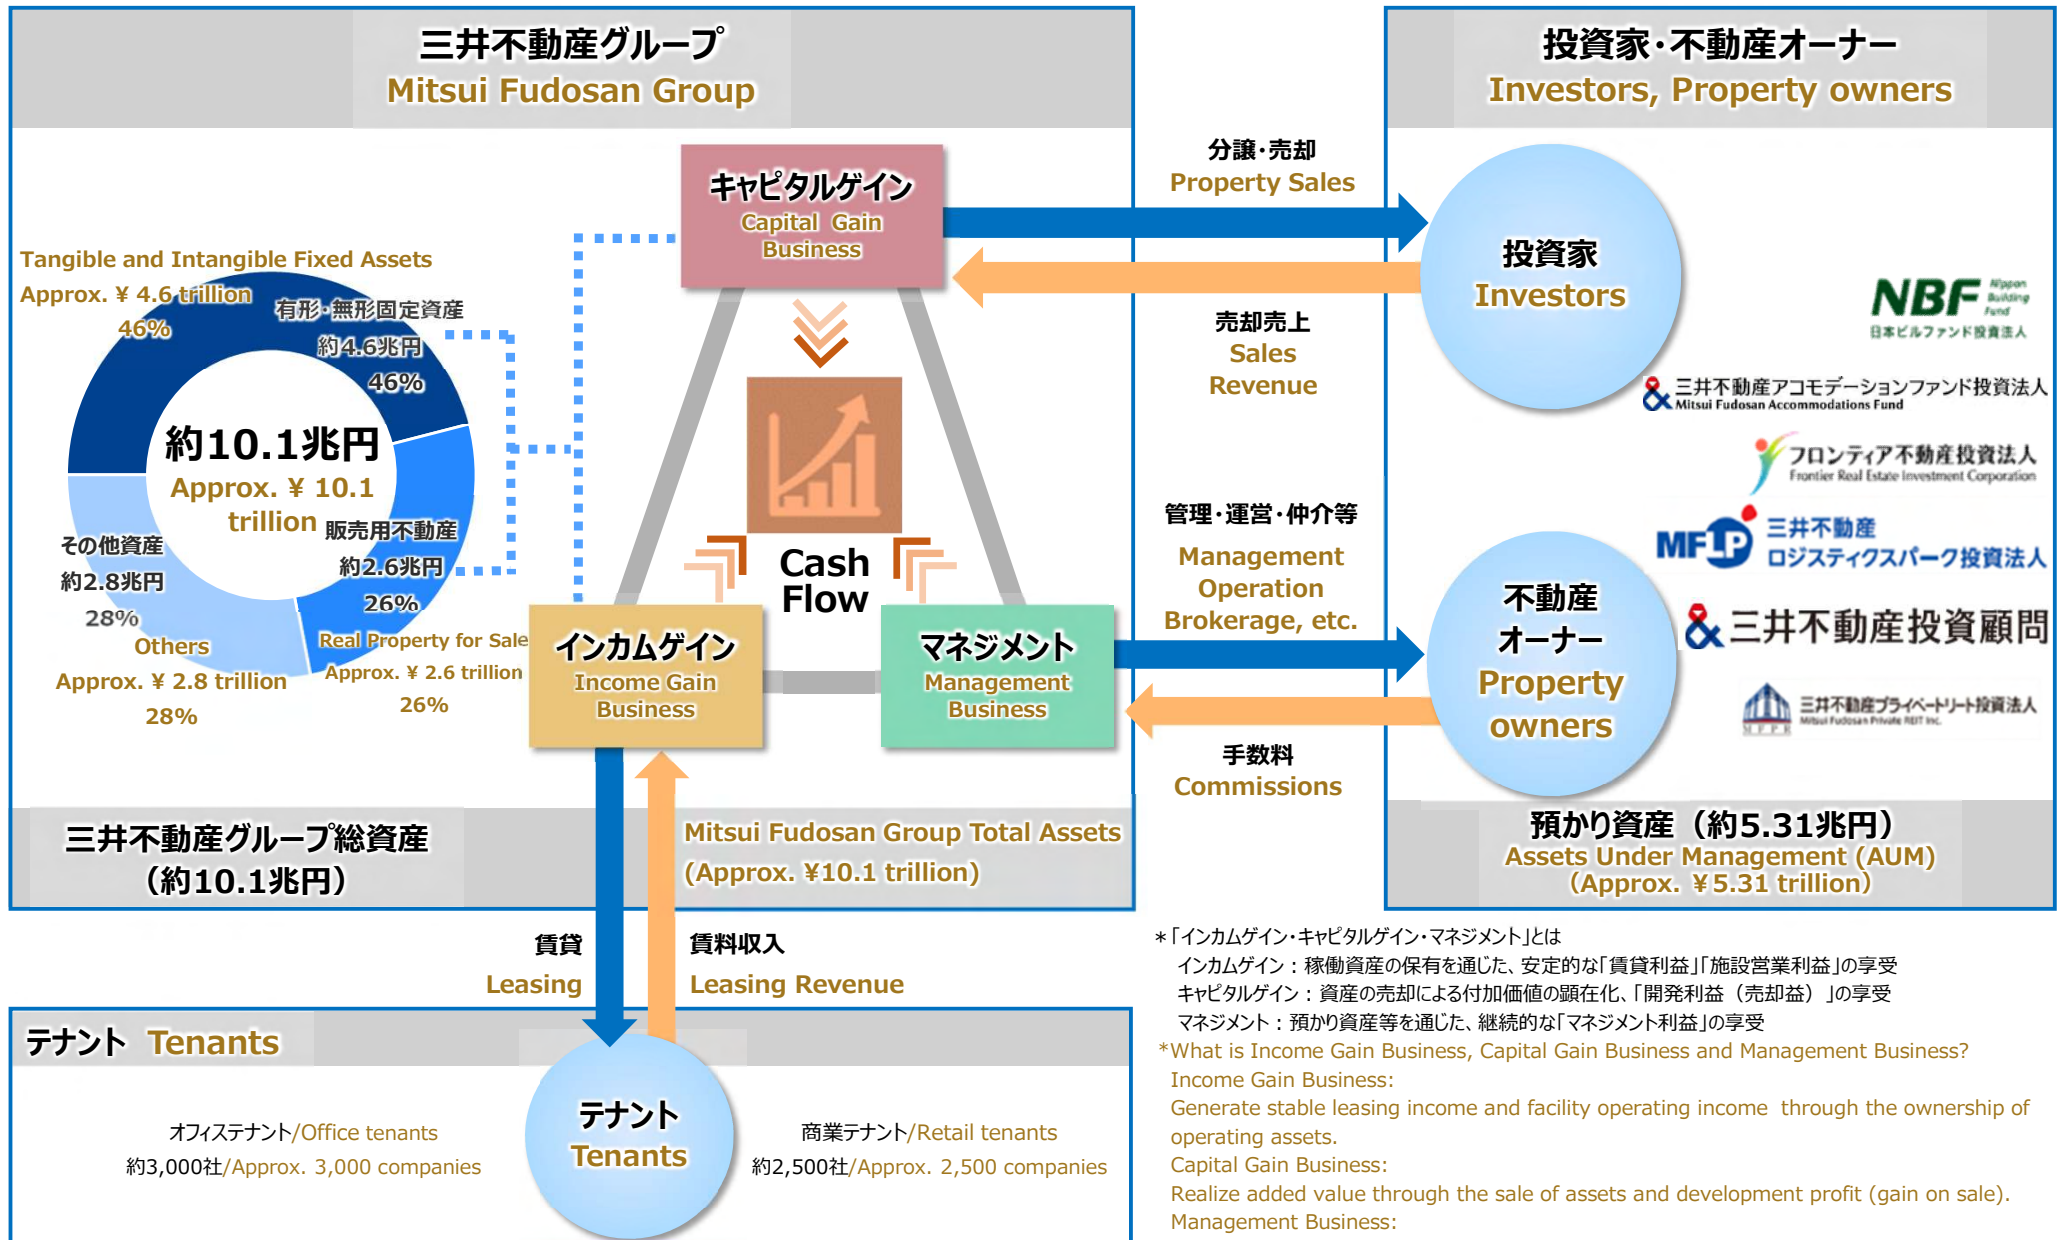 三井不動産グループ
Mitsui Fudosan Group
投資家･不動産オーナー
Investors, Property owners
キャピタルゲイン
Capital Gain
Business
分譲･売却
Property Sales
売却売上
Sales
Revenue
投資家
Investors
Tangible and Intangible Fixed Assets
Approx. ¥ 4.6 trillion
46%
有形･無形固定資産
約4.6兆円
46%
約10.1兆円
Approx. ¥ 10.1
trillion
販売用不動産
約2.6兆円
26%
Real Property for Sale
Approx. ¥ 2.6 trillion
26%
その他資産
約2.8兆円
28%
Others
Approx. ¥ 2.8 trillion
28%
Cash
Flow
インカムゲイン
Income Gain
Business
マネジメント
Management
Business
管理･運営･仲介等
Management
Operation
Brokerage, etc.
手数料
Commissions
不動産
オーナー
Property
owners
NBF Nippon
Building
Fund
日本ビルファンド投資法人
三井不動産アコモデーションファンド投資法人
Mitsui Fudosan Accommodations Fund
フロンティア不動産投資法人
Frontier Real Estate Investment Corporation
MFLP 三井不動産
ロジスティクスパーク投資法人
三井不動産投資顧問
三井不動産プライベートリート投資法人
Mitsui Fudosan Private REIT Inc.
MFPR
三井不動産グループ総資産
（約10.1兆円）
Mitsui Fudosan Group Total Assets
(Approx. ¥10.1 trillion)
預かり資産（約5.31兆円）
Assets Under Management (AUM)
（Approx. ¥5.31 trillion）
賃貸
Leasing
賃料収入
Leasing Revenue
テナント Tenants
オフィステナント/Office tenants
約3,000社/Approx. 3,000 companies
テナント
Tenants
商業テナント/Retail tenants
約2,500社/Approx. 2,500 companies
＊｢インカムゲイン･キャピタルゲイン･マネジメント｣とは
インカムゲイン：稼働資産の保有を通じた、安定的な｢賃貸利益｣｢施設営業利益｣の享受
キャピタルゲイン：資産の売却による付加価値の顕在化、｢開発利益（売却益）｣の享受
マネジメント：預かり資産等を通じた、継続的な｢マネジメント利益｣の享受
*What is Income Gain Business, Capital Gain Business and Management Business?
Income Gain Business:
Generate stable leasing income and facility operating income through the ownership of
operating assets.
Capital Gain Business:
Realize added value through the sale of assets and development profit (gain on sale).
Management Business: